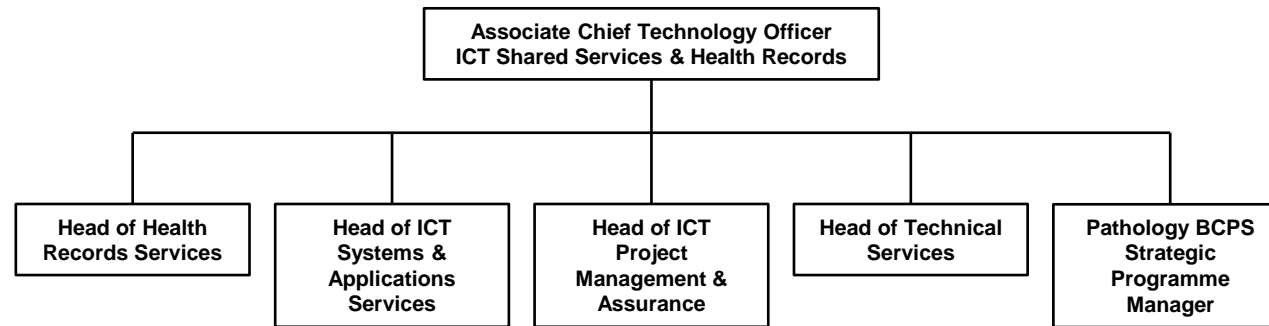 Associate Chief Technology Officer
ICT Shared Services & Health Records
Head of Health
Records Services
Head of ICT
Systems &
Applications
Services
Head of ICT
Project
Management &
Assurance
Head of Technical
Services
Pathology BCPS
Strategic
Programme
Manager